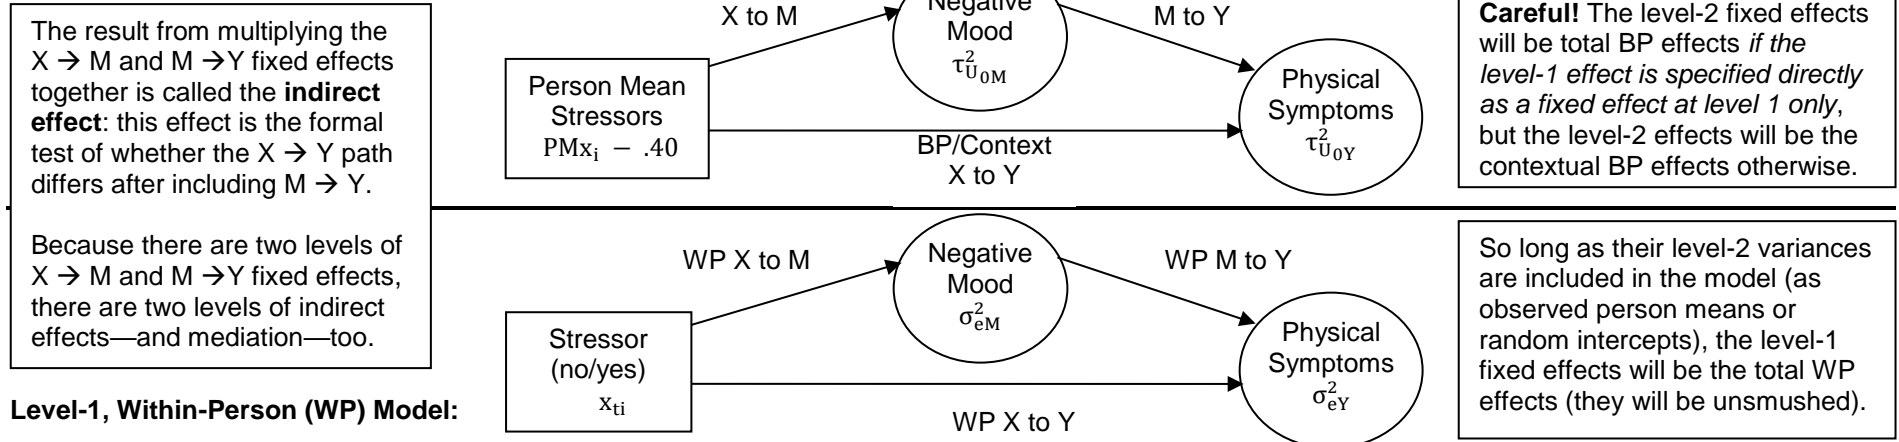 The result from multiplying the
X → M and M →Y fixed effects
together is called the indirect
effect: this effect is the formal
test of whether the X → Y path
differs after including M → Y.
Because there are two levels of
X → M and M →Y fixed effects,
there are two levels of indirect
effects—and mediation—too.
Level-1, Within-Person (WP) Model:
X to M
Negative
Mood
τ²U₀M
M to Y
Person Mean
Stressors
PMxᵢ − .40
BP/Context
X to Y
Physical
Symptoms
τ²U₀Y
WP X to M
Negative
Mood
σ²eM
WP M to Y
Stressor
(no/yes)
xₜᵢ
WP X to Y
Physical
Symptoms
σ²eY
Careful! The level-2 fixed effects
will be total BP effects if the
level-1 effect is specified directly
as a fixed effect at level 1 only,
but the level-2 effects will be the
contextual BP effects otherwise.
So long as their level-2 variances
are included in the model (as
observed person means or
random intercepts), the level-1
fixed effects will be the total WP
effects (they will be unsmushed).